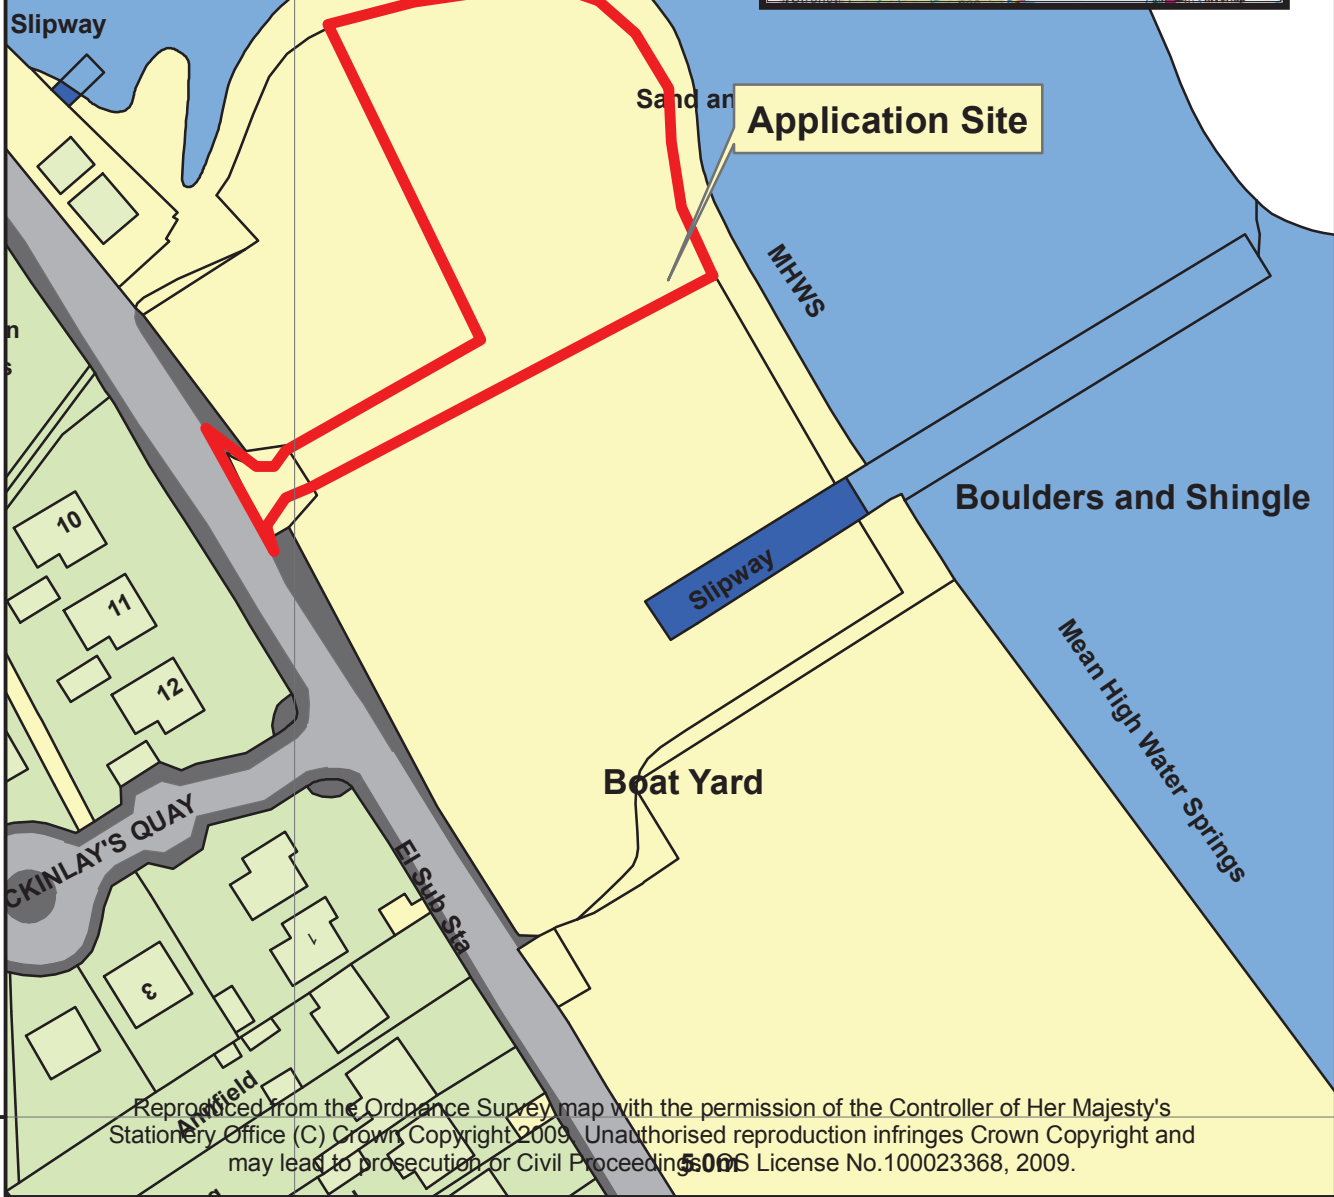 Slipway
Sand an
Application Site
MHWS
n
s
10
Boulders and Shingle
11
Slipway
12
Mean High Water Springs
Boat Yard
CKINLAY'S QUAY
El Sub Sta
1
3
Annfield
Reproduced from the Ordnance Survey map with the permission of the Controller of Her Majesty's
Stationery Office (C) Crown Copyright 2009. Unauthorised reproduction infringes Crown Copyright and
may lead to prosecution or Civil Proceedings. OS License No.100023368, 2009.
5.0m